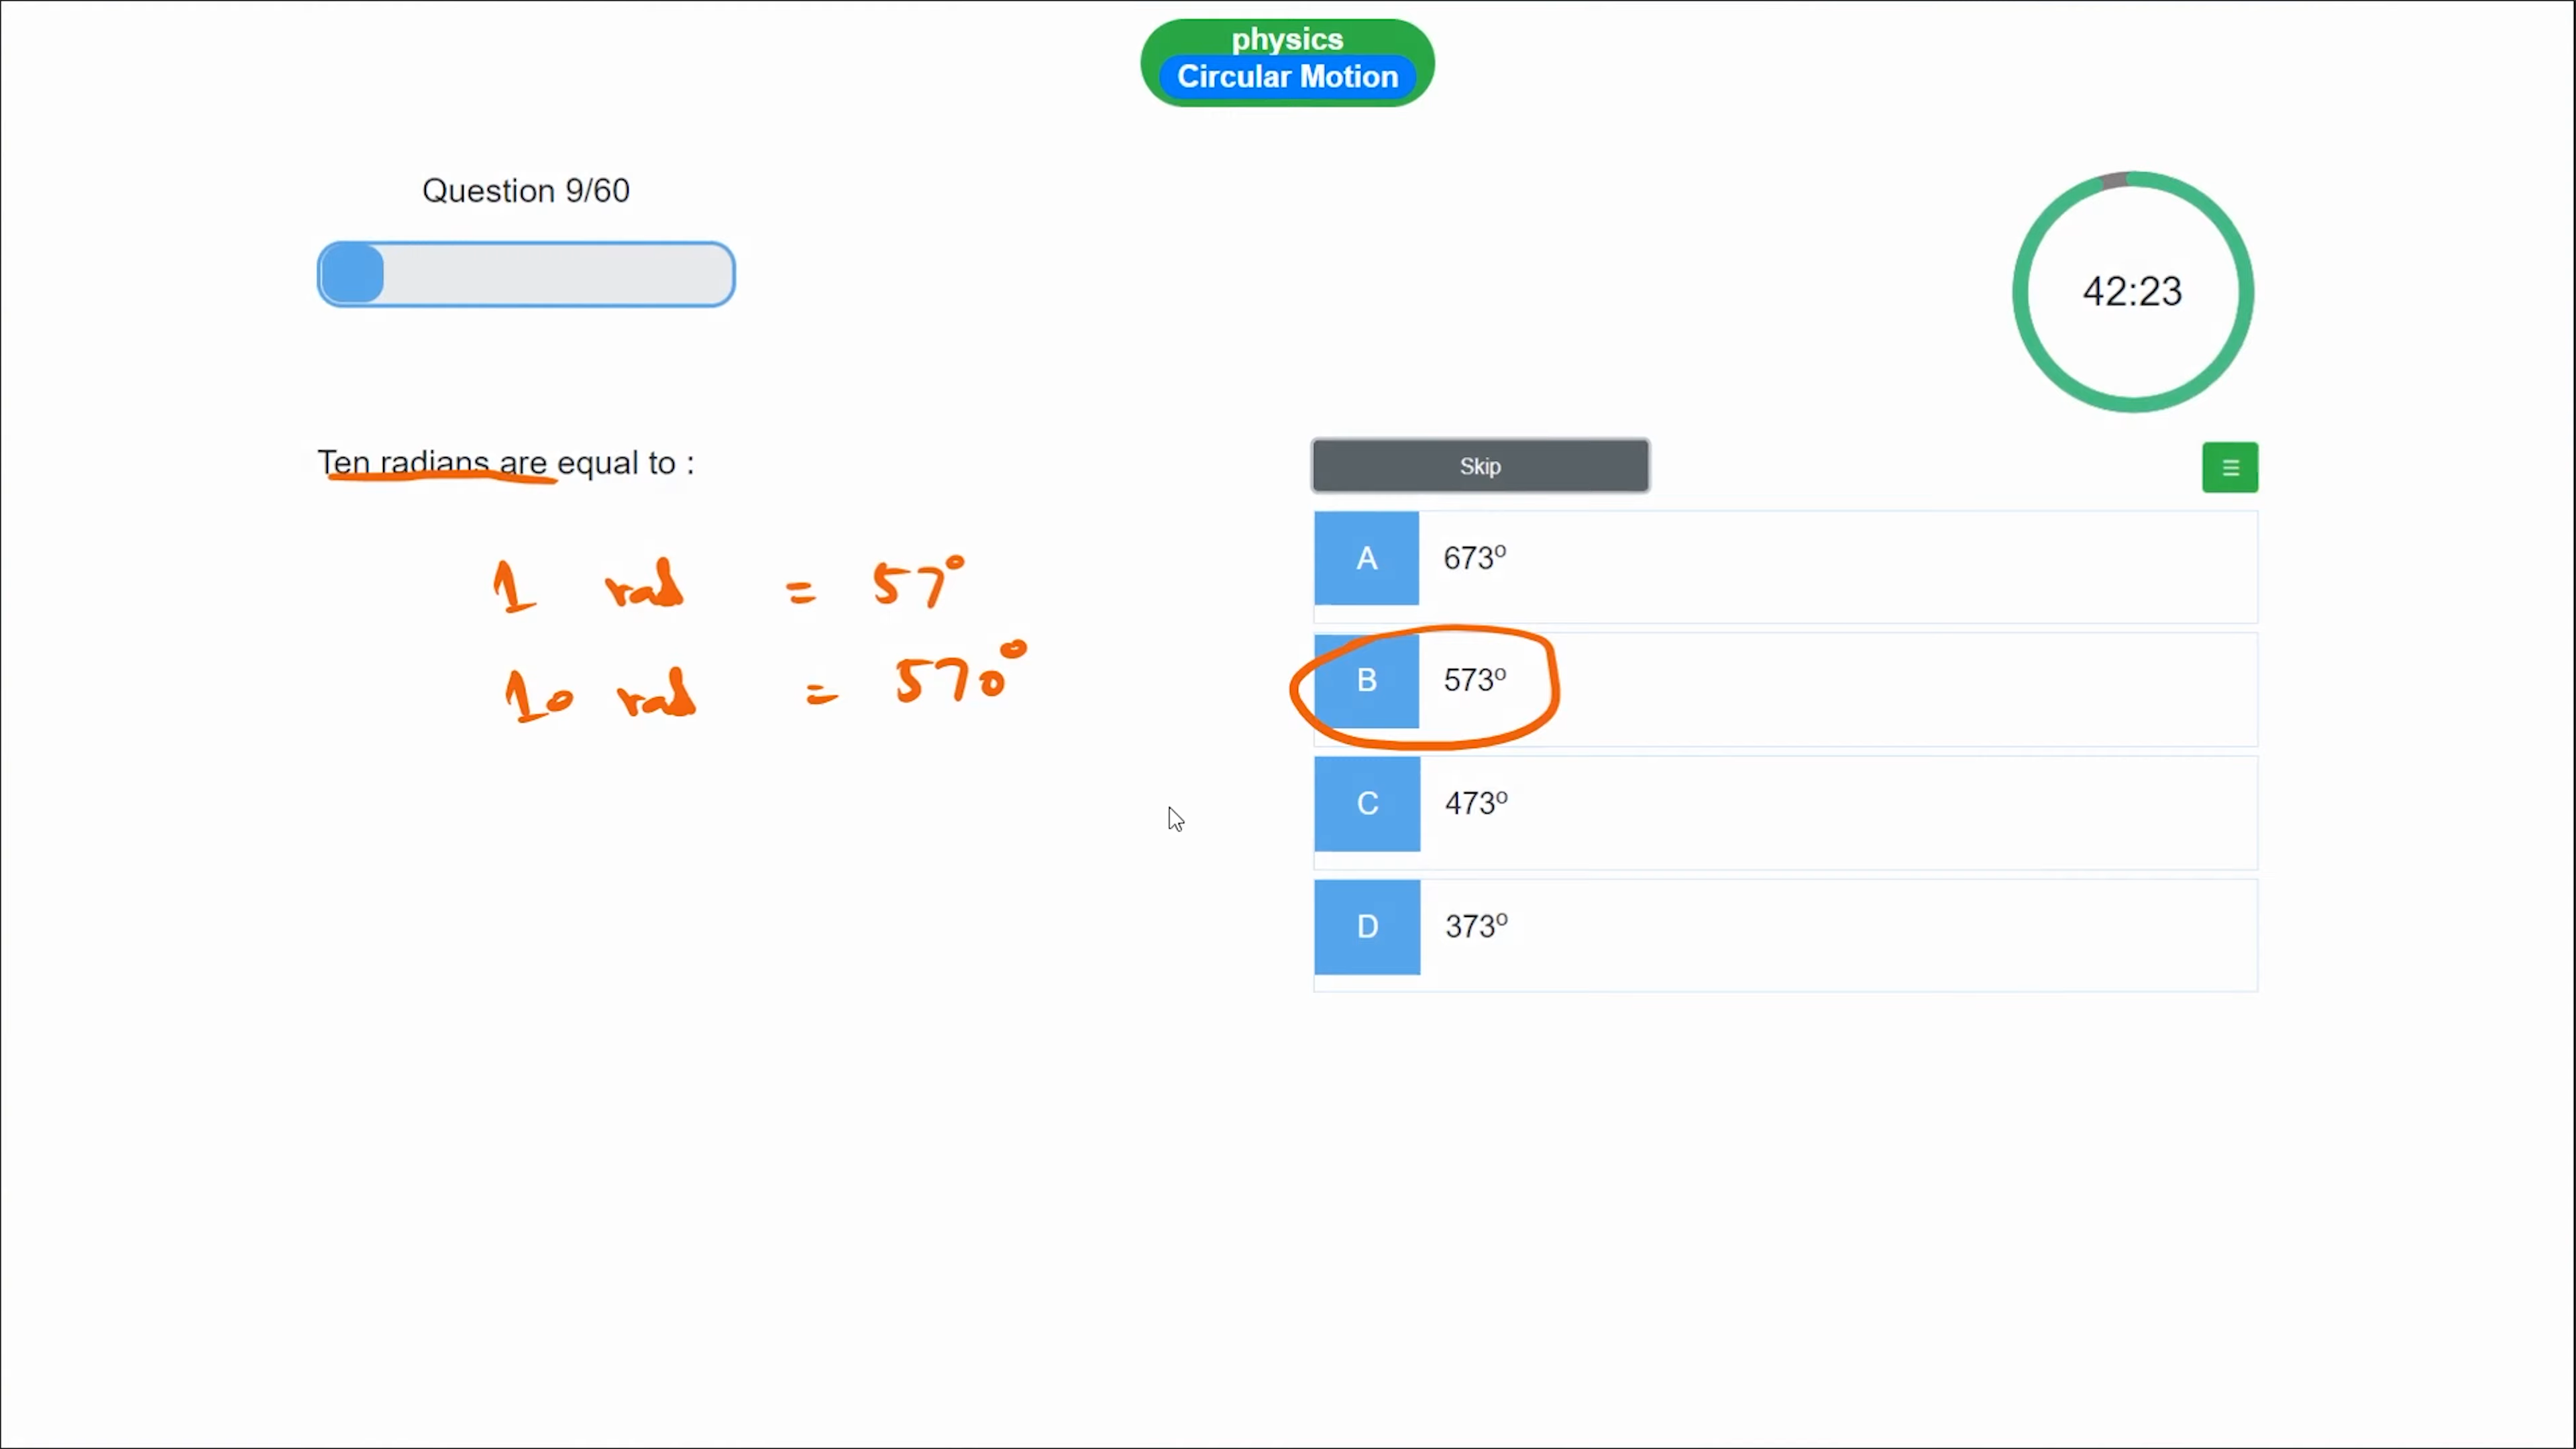 physics
Circular Motion
Question 9/60
42:23
Ten radians are equal to :
1 rad = 57°
10 rad = 570°
Skip
A 673°
B 573°
C 473°
D 373°